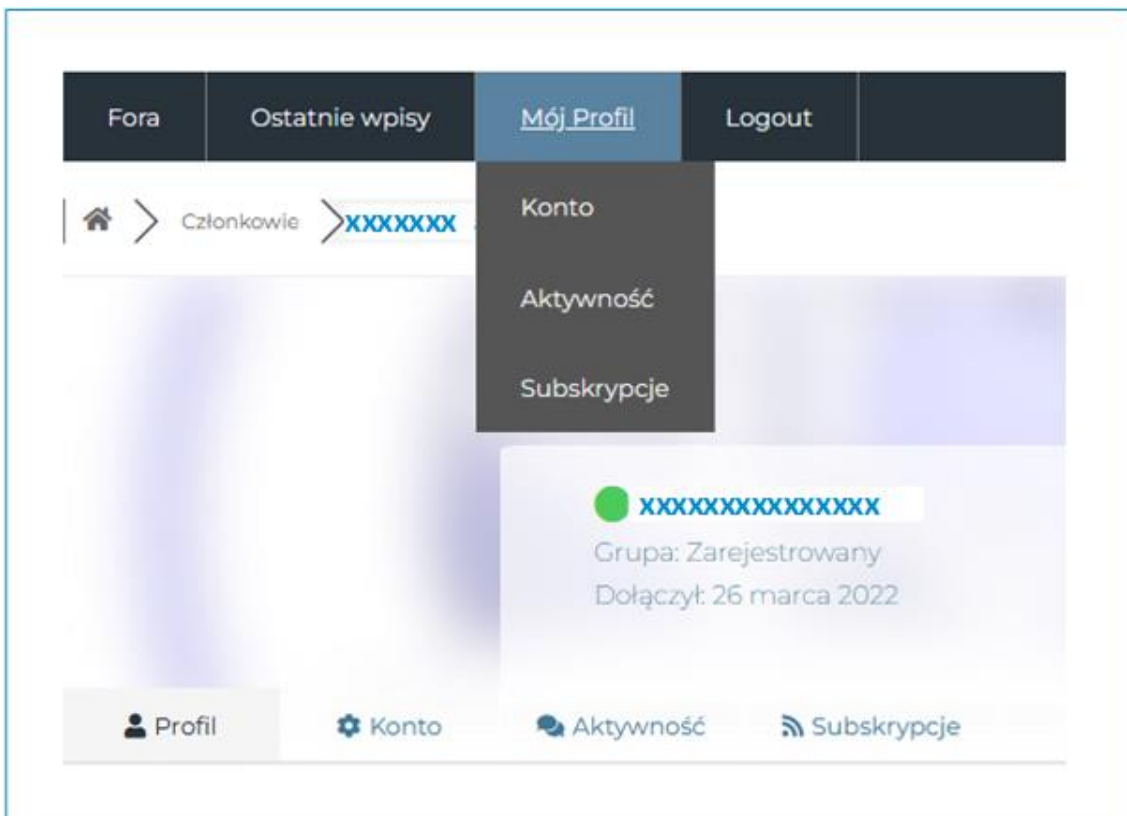 Fora Ostatnie wpisy Mój Profil Logout
Członkowie xxxxxxx
Konto
Aktywność
Subskrypcje
xxxxxxxxxxxxxxx
Grupa: Zarejestrowany
Dołączył: 26 marca 2022
Profil Konto Aktywność Subskrypcje